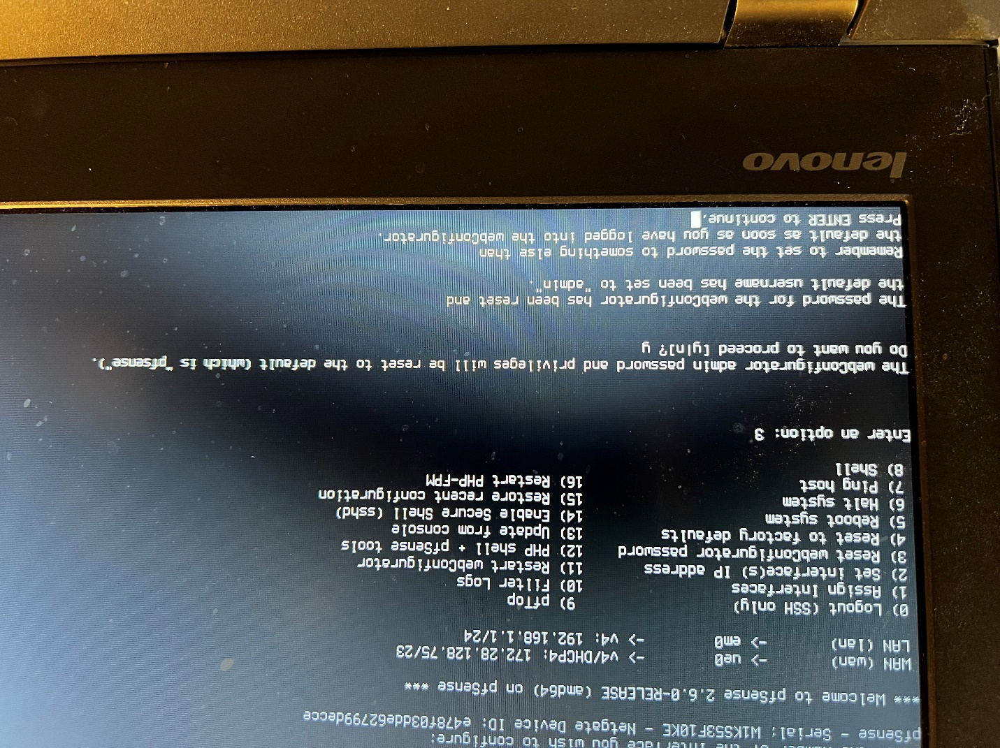 the number of the interface you wish to configure:
pfSense - Serial: W1KS53F10KE - Netgate Device ID: e478f03dde62799decce
*** Welcome to pfSense 2.6.0-RELEASE (amd64) on pfSense ***
WAN (wan) -> ue0 -> v4/DHCP4: 172.28.128.75/23
LAN (lan) -> em0 -> v4: 192.168.1.1/24
0) Logout (SSH only) 9) pfTop
1) Assign Interfaces 10) Filter Logs
2) Set interface(s) IP address 11) Restart webConfigurator
3) Reset webConfigurator password 12) PHP shell + pfSense tools
4) Reset to factory defaults 13) Update from console
5) Reboot system 14) Enable Secure Shell (sshd)
6) Halt system 15) Restore recent configuration
7) Ping host 16) Restart PHP-FPM
8) Shell
Enter an option: 3
The webConfigurator admin password and privileges will be reset to the default (which is "pfsense").
Do you want to proceed [y|n]? y
The password for the webConfigurator has been reset and
the default username has been set to "admin".
Remember to set the password to something else than
the default as soon as you have logged into the webConfigurator.
Press ENTER to continue.
lenovo